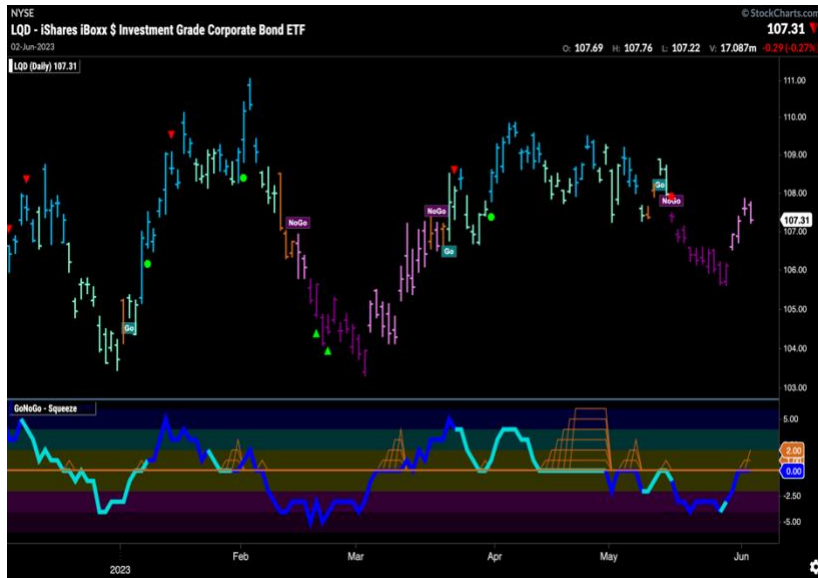 NYSE
© StockCharts.com
LQD - iShares iBoxx $ Investment Grade Corporate Bond ETF
107.31
02-Jun-2023
O: 107.69 H: 107.76 L: 107.22 V: 17.087m -0.29 (-0.27%
LQD (Daily) 107.31
111.00
110.00
109.00
108.00
107.31
107.00
106.00
105.00
104.00
103.00
Go
NoGo
NoGo
Go
Go
NoGo
GoNoGo - Squeeze
5.00
2.00
0.00
-2.50
-5.00
Feb
Mar
Apr
May
Jun
2023